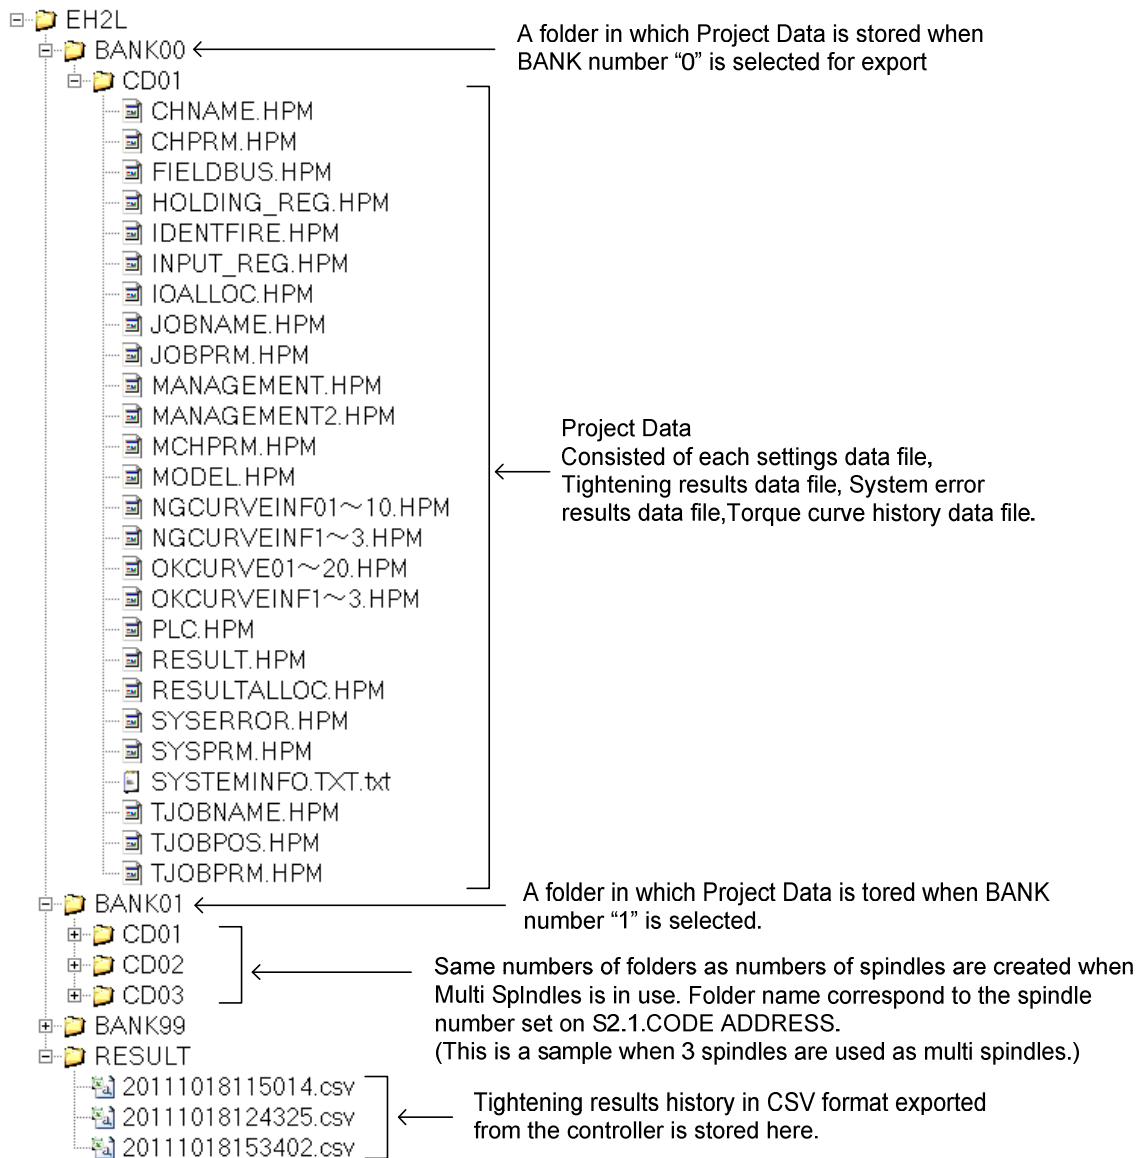 EH2L
BANK00
A folder in which Project Data is stored when
BANK number “0” is selected for export
CD01
CHNAME.HPM
CHPRM.HPM
FIELDBUS.HPM
HOLDING_REG.HPM
IDENTFIRE.HPM
INPUT_REG.HPM
IOALLOC.HPM
JOBNAME.HPM
JOBPRM.HPM
MANAGEMENT.HPM
MANAGEMENT2.HPM
MCHPRM.HPM
MODEL.HPM
NGCURVEINF01～10.HPM
NGCURVEINF1～3.HPM
OKCURVE01～20.HPM
OKCURVEINF1～3.HPM
PLC.HPM
RESULT.HPM
RESULTALLOC.HPM
SYSERROR.HPM
SYSPRM.HPM
SYSTEMINFO.TXT.txt
TJOBNAME.HPM
TJOBPOS.HPM
TJOBPRM.HPM
Project Data
Consisted of each settings data file,
Tightening results data file, System error
results data file,Torque curve history data file.
BANK01
A folder in which Project Data is tored when BANK
number “1” is selected.
CD01
CD02
CD03
Same numbers of folders as numbers of spindles are created when
Multi SpIndles is in use. Folder name correspond to the spindle
number set on S2.1.CODE ADDRESS.
(This is a sample when 3 spindles are used as multi spindles.)
BANK99
RESULT
20111018115014.csv
20111018124325.csv
20111018153402.csv
Tightening results history in CSV format exported
from the controller is stored here.